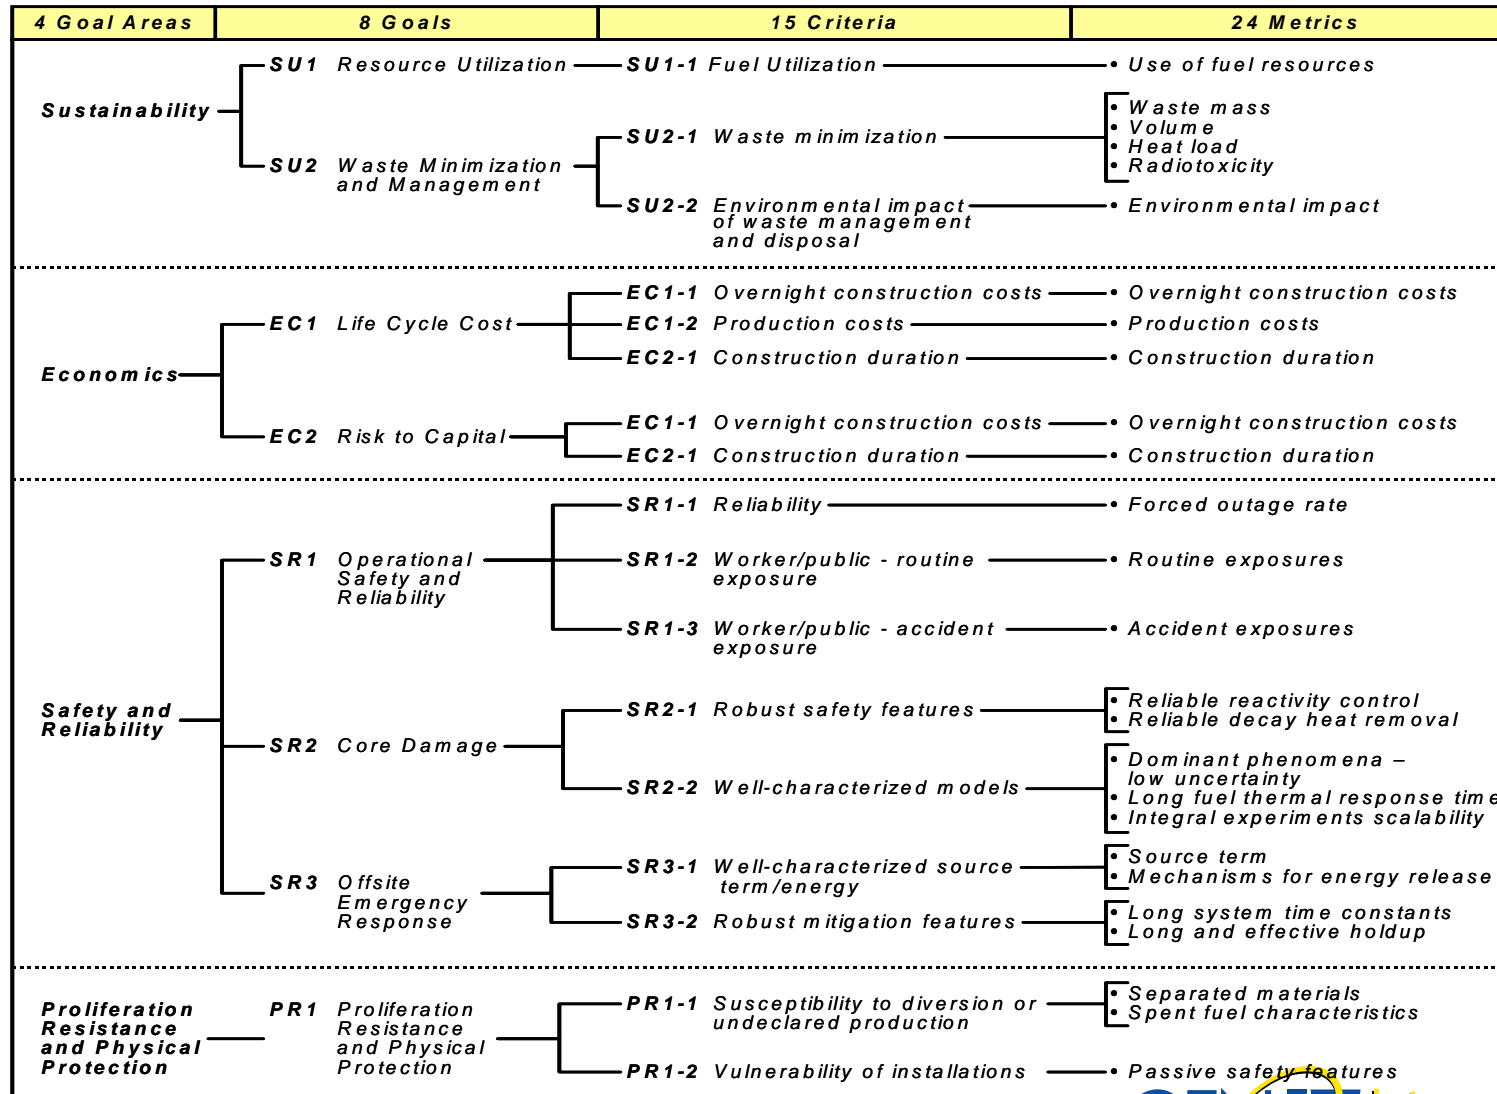 4 Goal Areas 8 Goals 15 Criteria 24 Metrics
SU1 Resource Utilization SU1-1 Fuel Utilization • Use of fuel resources
Sustainability
• Waste mass
• Volume
SU2-1 Waste minimization
• Heat load
• Radiotoxicity
SU2 Waste Minimization
and Management
SU2-2 Environmental impact • Environmental impact
of waste management
and disposal
EC1-1 Overnight construction costs • Overnight construction costs
EC1 Life Cycle Cost EC1-2 Production costs • Production costs
EC2-1 Construction duration • Construction duration
Economics
EC1-1 Overnight construction costs • Overnight construction costs
EC2 Risk to Capital
EC2-1 Construction duration • Construction duration
SR1-1 Reliability • Forced outage rate
SR1 Operational SR1-2 Worker/public - routine • Routine exposures
Safety and exposure
Reliability
SR1-3 Worker/public - accident • Accident exposures
exposure
Safety and
Reliability
SR2-1 Robust safety features • Reliable reactivity control
• Reliable decay heat removal
SR2 Core Damage
• Dominant phenomena –
low uncertainty
SR2-2 Well-characterized models • Long fuel thermal response time
• Integral experiments scalability
SR3 Offsite
Emergency
Response
SR3-1 Well-characterized source • Source term
term/energy • Mechanisms for energy release
SR3-2 Robust mitigation features • Long system time constants
• Long and effective holdup
Proliferation
Resistance
and Physical
Protection
PR1 Proliferation
Resistance
and Physical
Protection
PR1-1 Susceptibility to diversion or • Separated materials
undeclared production • Spent fuel characteristics
PR1-2 Vulnerability of installations • Passive safety features